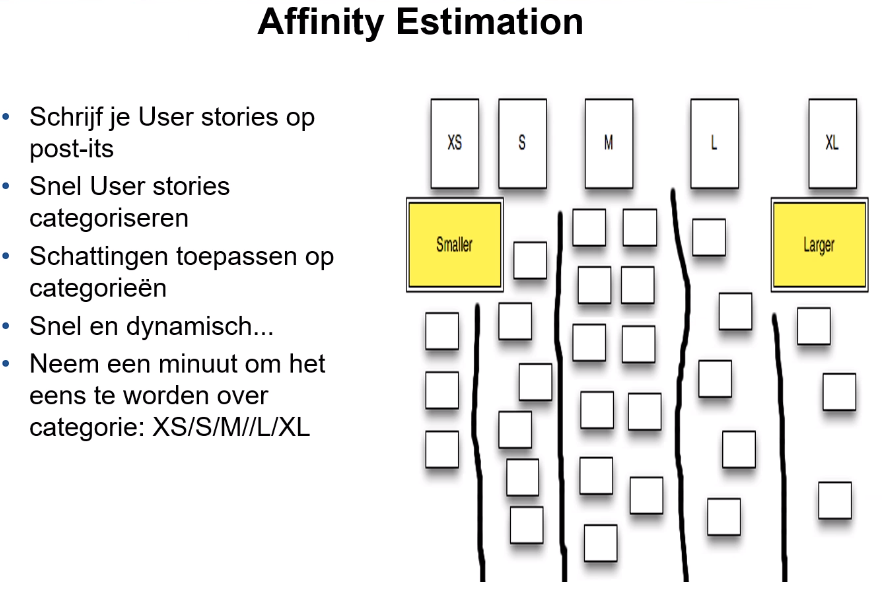 Affinity Estimation
• Schrijf je User stories op
post-its
• Snel User stories
categoriseren
• Schattingen toepassen op
categorieën
• Snel en dynamisch...
• Neem een minuut om het
eens te worden over
categorie: XS/S/M//L/XL
XS
S
M
L
XL
Smaller
Larger